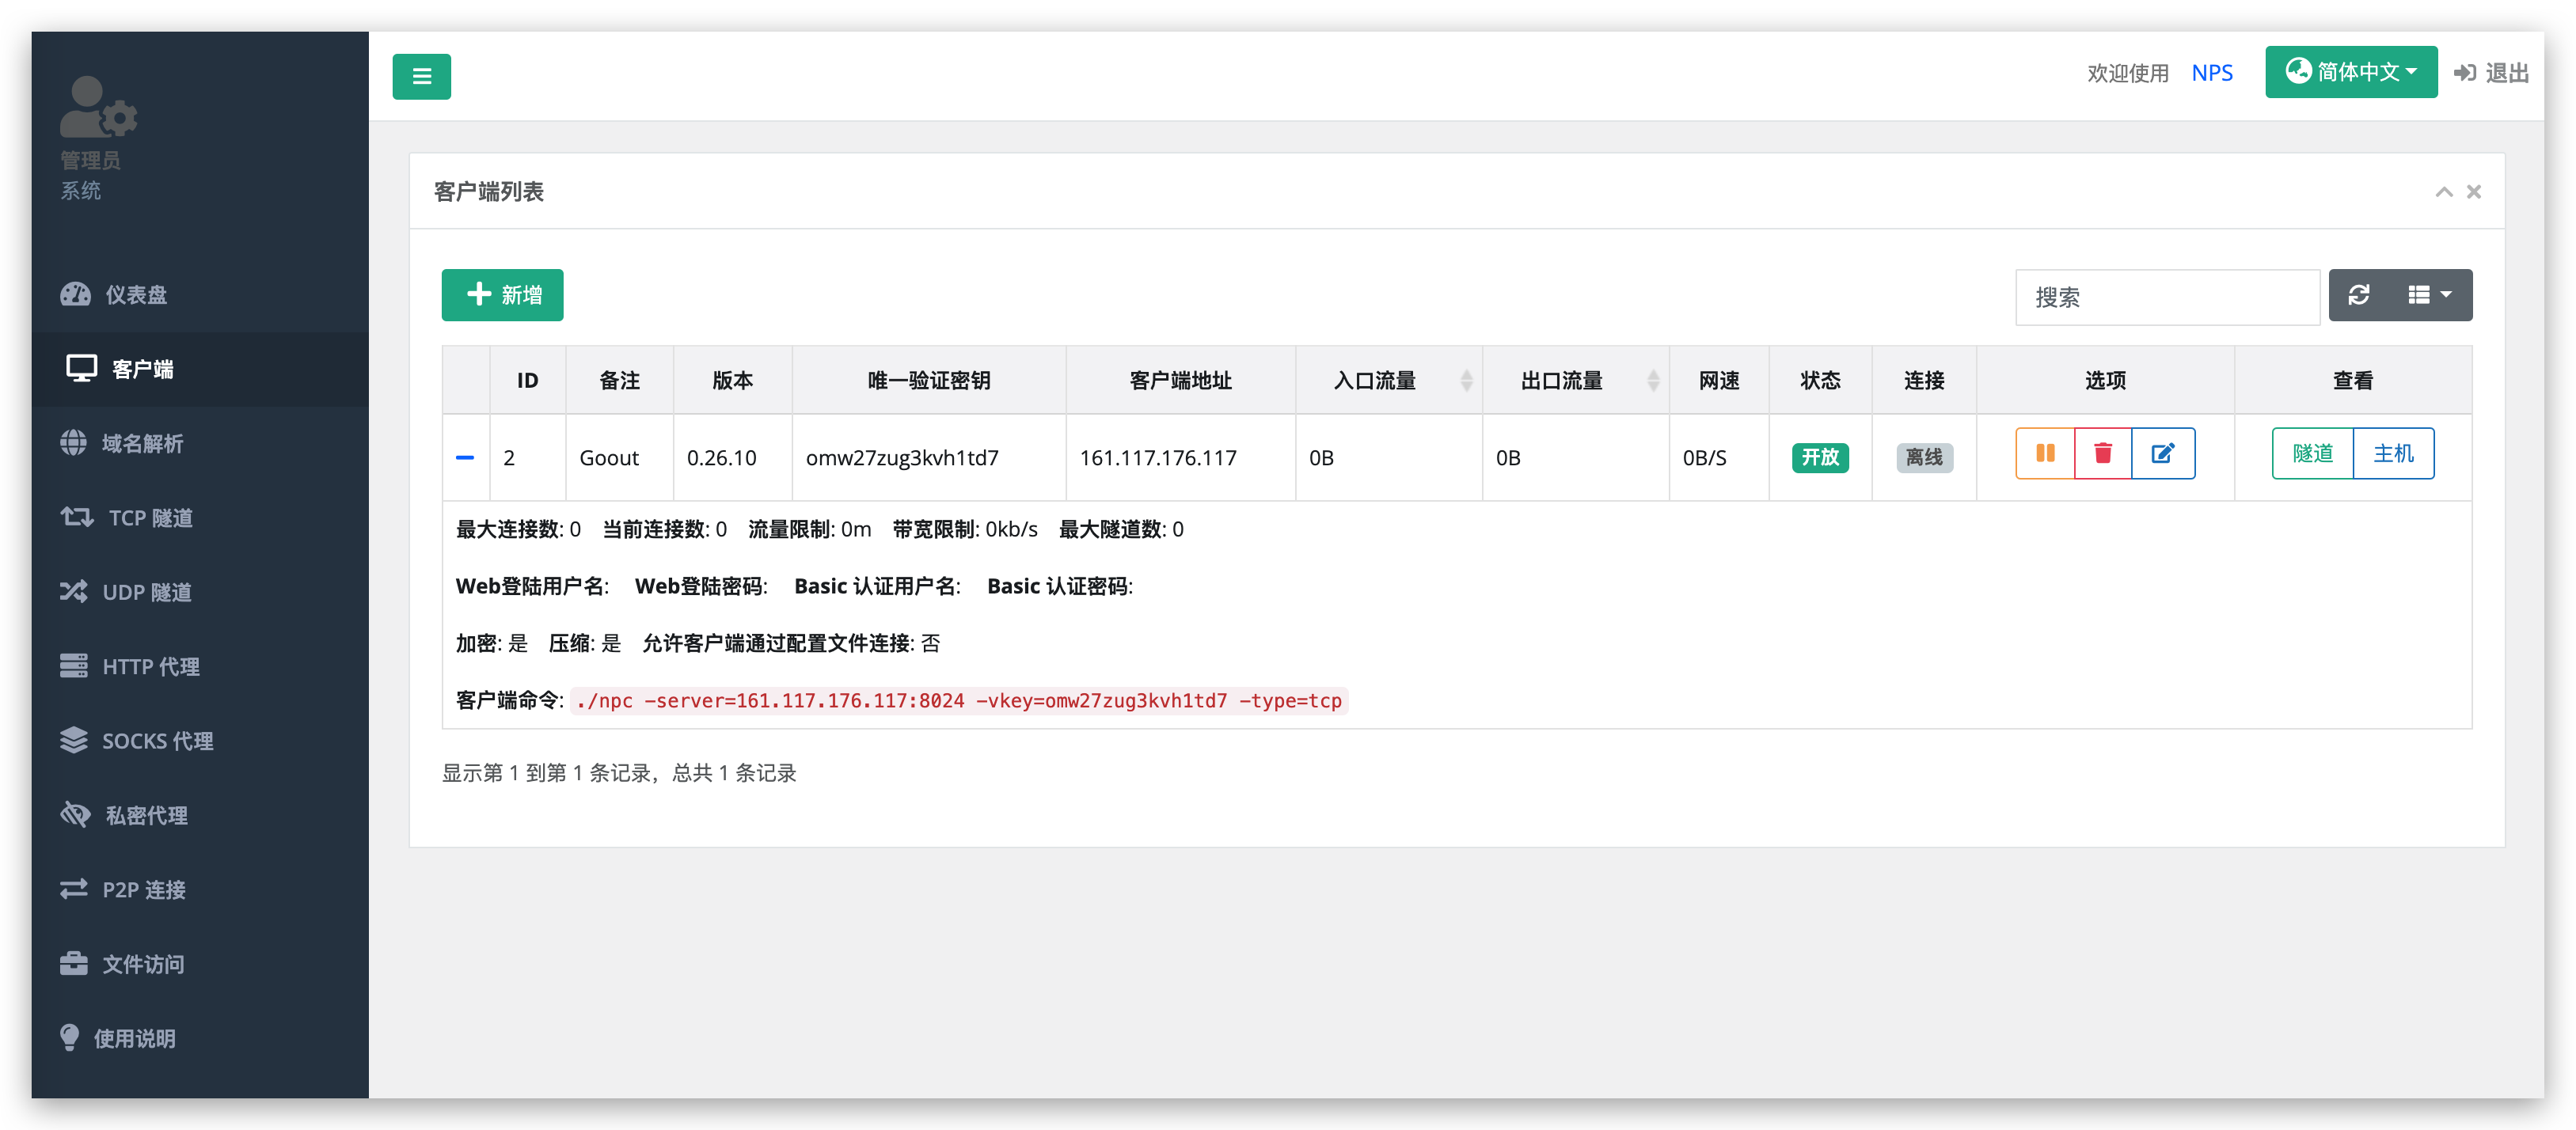 管理员
系统
仪表盘
客户端
域名解析
TCP 隧道
UDP 隧道
HTTP 代理
SOCKS 代理
私密代理
P2P 连接
文件访问
使用说明
欢迎使用 NPS 简体中文 退出
客户端列表
新增
搜索
ID 备注 版本 唯一验证密钥 客户端地址 入口流量 出口流量 网速 状态 连接 选项 查看
2 Goout 0.26.10 omw27zug3kvh1td7 161.117.176.117 0B 0B 0B/S 开放 离线 隧道 主机
最大连接数: 0 当前连接数: 0 流量限制: 0m 带宽限制: 0kb/s 最大隧道数: 0
Web登陆用户名: Web登陆密码: Basic 认证用户名: Basic 认证密码:
加密: 是 压缩: 是 允许客户端通过配置文件连接: 否
客户端命令: ./npc -server=161.117.176.117:8024 -vkey=omw27zug3kvh1td7 -type=tcp
显示第 1 到第 1 条记录，总共 1 条记录